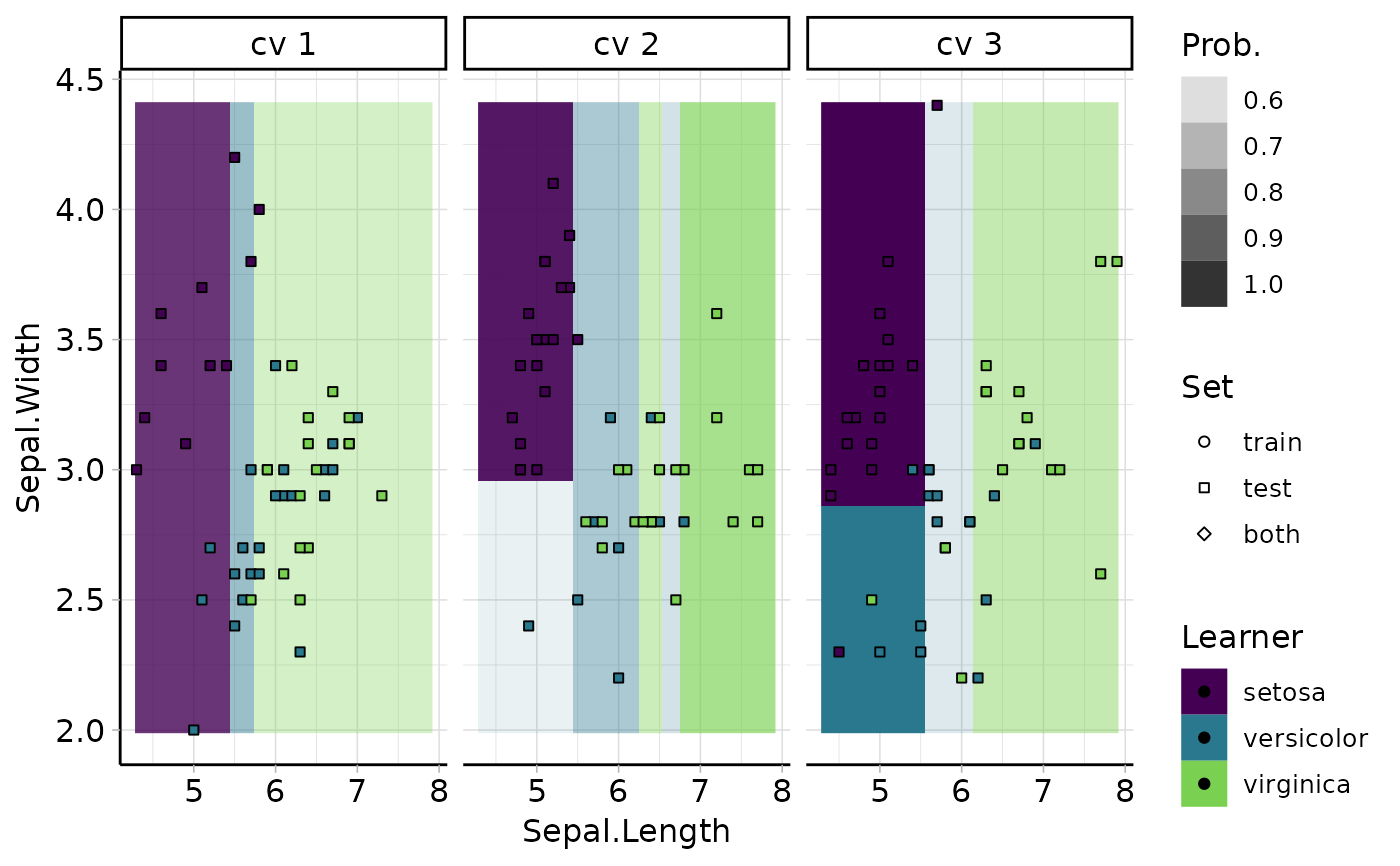 cv 1
cv 2
cv 3
4.5
4.0
3.5
3.0
2.5
2.0
Sepal.Width
5 6 7 8
5 6 7 8
5 6 7 8
Sepal.Length
Prob.
0.6
0.7
0.8
0.9
1.0
Set
train
test
both
Learner
setosa
versicolor
virginica